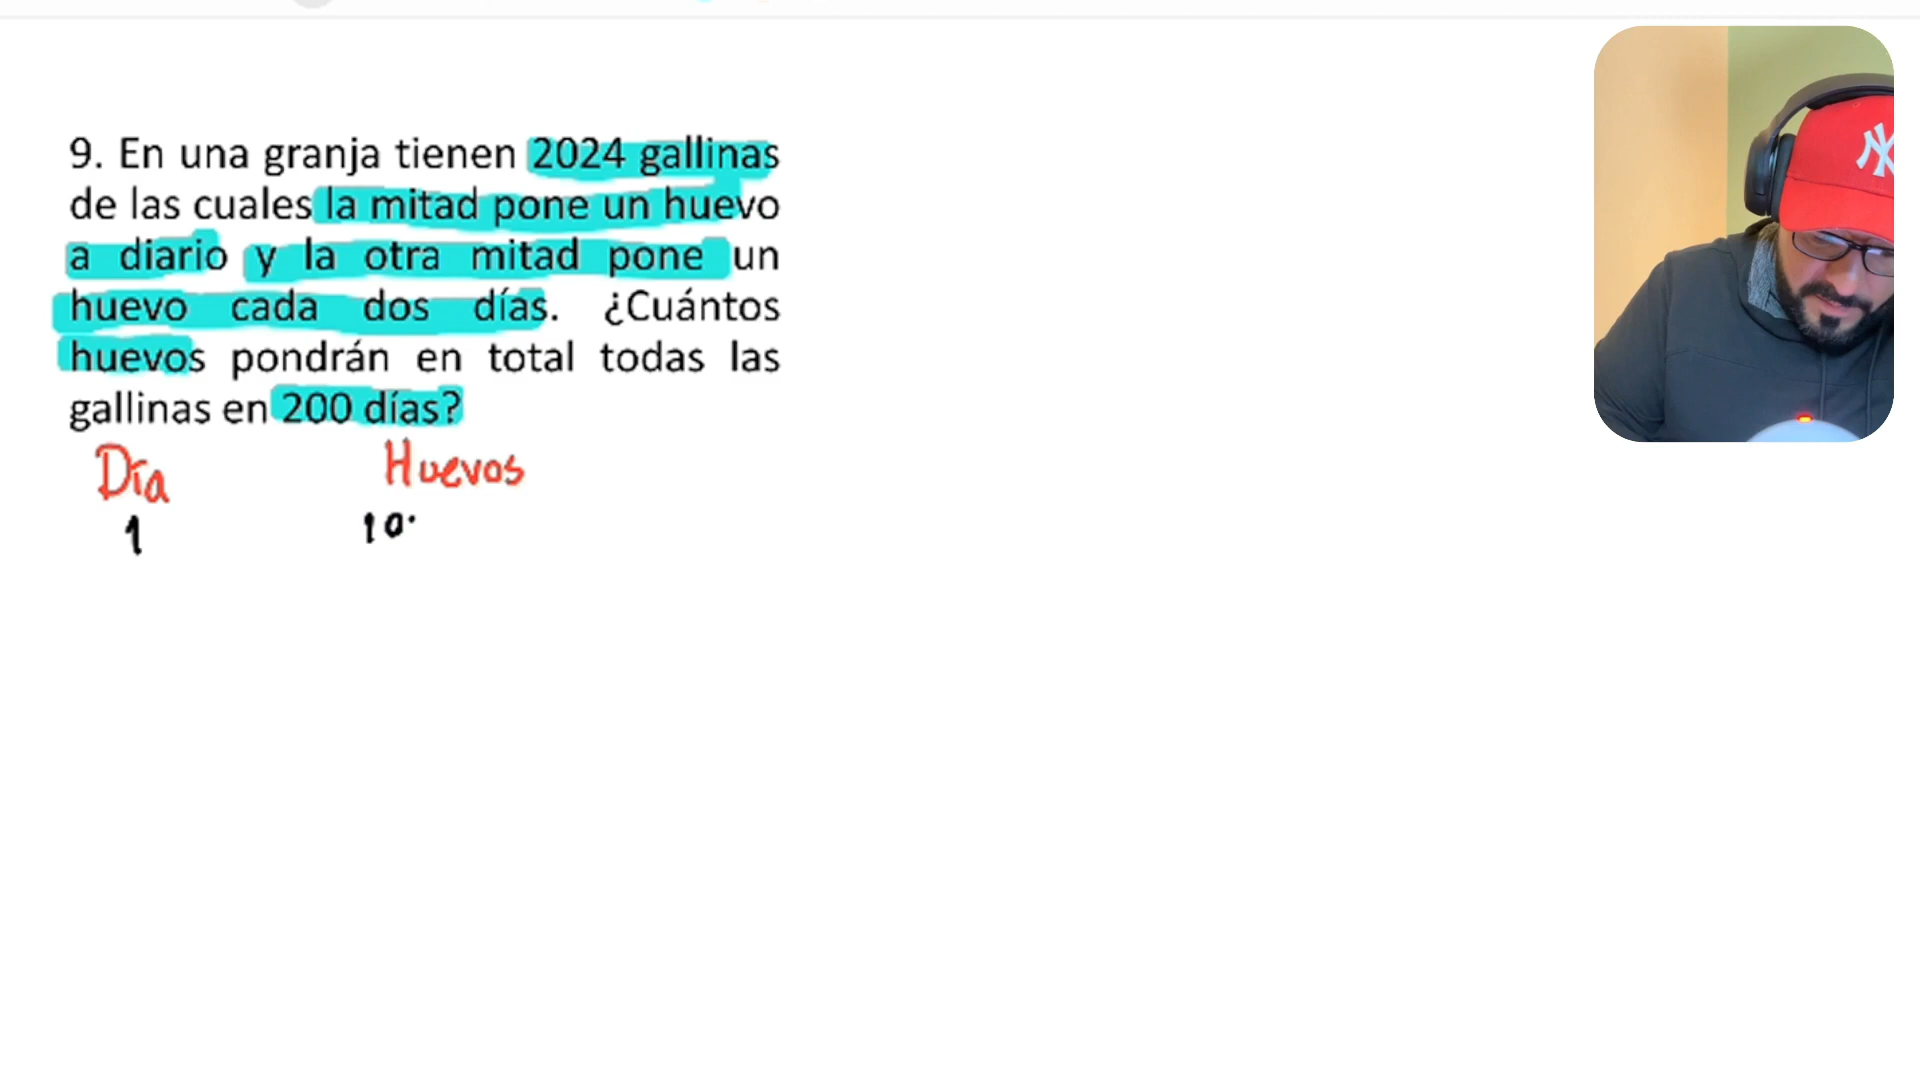 9. En una granja tienen 2024 gallinas
de las cuales la mitad pone un huevo
a diario y la otra mitad pone un
huevo cada dos días. ¿Cuántos
huevos pondrán en total todas las
gallinas en 200 días?
Día Huevos
1 10
NY